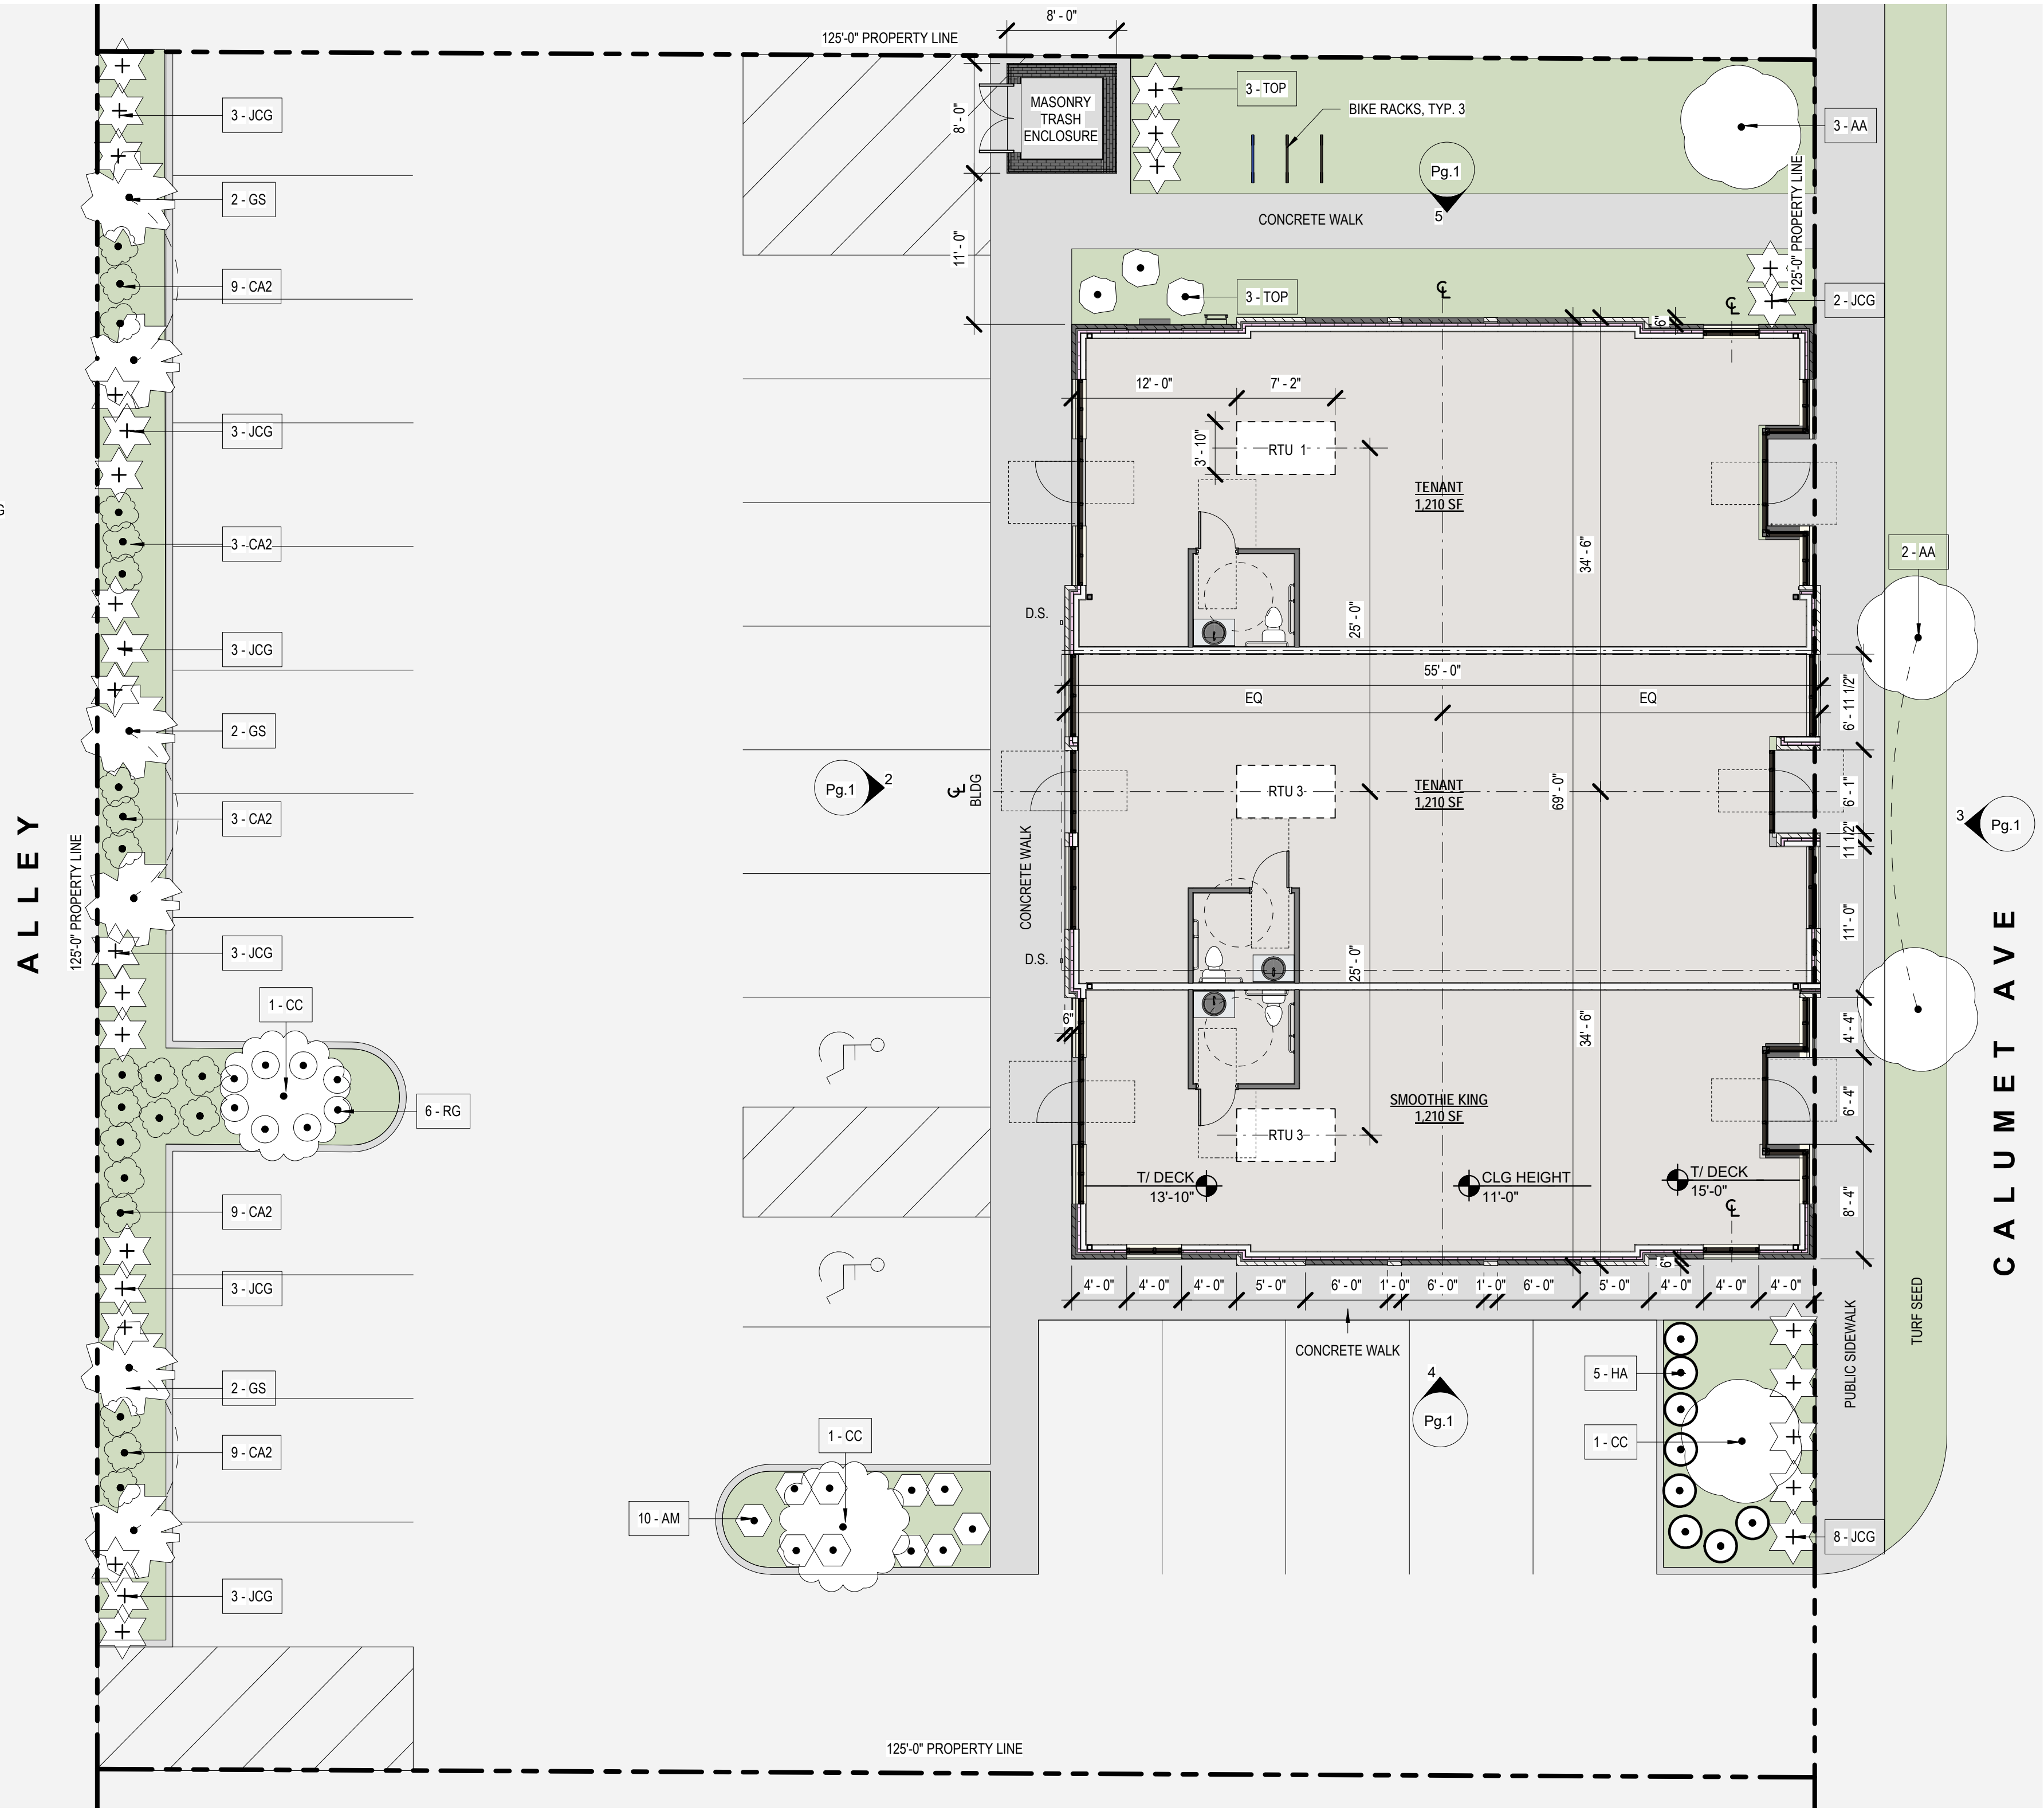 8' - 0"
125'-0" PROPERTY LINE
MASONRY
TRASH
ENCLOSURE
8' - 0"
11' - 0"
3 - TOP
BIKE RACKS, TYP. 3
3 - AA
125'-0" PROPERTY LINE
Pg.1
5
CONCRETE WALK
3 - TOP
2 - JCG
6"
3 - JCG
2 - GS
9 - CA2
3 - JCG
3 - CA2
3 - JCG
2 - GS
3 - CA2
3 - JCG
1 - CC
6 - RG
9 - CA2
3 - JCG
2 - GS
9 - CA2
3 - JCG
ALLEY
125'-0" PROPERTY LINE
12' - 0"
7' - 2"
3' - 10"
RTU 1
TENANT
1,210 SF
34' - 6"
25' - 0"
D.S.
2 - AA
55' - 0"
EQ
EQ
6' - 11 1/2"
Pg.1
2
BLDG
CONCRETE WALK
RTU 3
TENANT
1,210 SF
69' - 0"
6' - 1"
11 1/2"
3
Pg.1
11' - 0"
D.S.
25' - 0"
34' - 6"
6"
4' - 4"
6' - 4"
8' - 4"
SMOOTHIE KING
1,210 SF
RTU 3
T/ DECK
13'-10"
CLG HEIGHT
11'-0"
T/ DECK
15'-0"
6"
4' - 0"
4' - 0"
4' - 0"
5' - 0"
6' - 0"
1' - 0"
6' - 0"
1' - 0"
6' - 0"
5' - 0"
4' - 0"
4' - 0"
4' - 0"
CONCRETE WALK
4
Pg.1
5 - HA
1 - CC
8 - JCG
PUBLIC SIDEWALK
TURF SEED
CALUMET AVE
1 - CC
10 - AM
125'-0" PROPERTY LINE